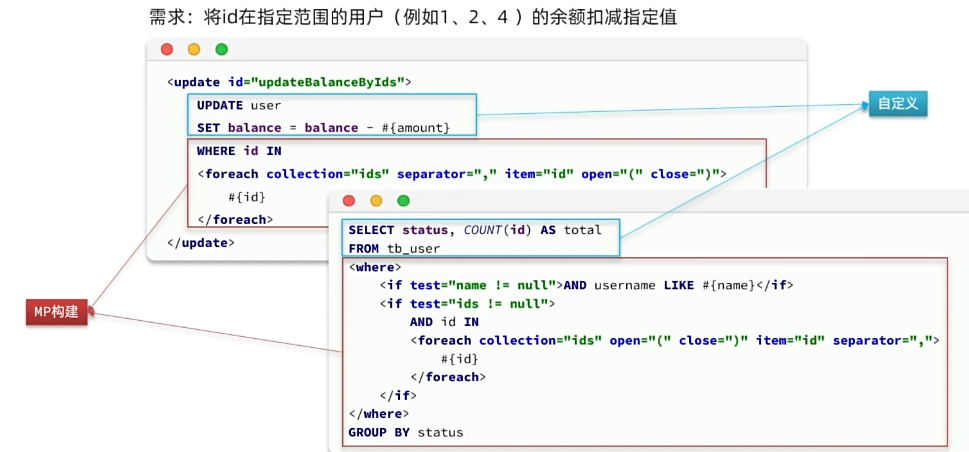 需求：将id在指定范围的用户（例如1、2、4 ）的余额扣减指定值
<update id="updateBalanceByIds">
UPDATE user
SET balance = balance - #{amount}
WHERE id IN
<foreach collection="ids" separator="," item="id" open="(" close=")">
#{id}
</foreach>
</update>
自定义
MP构建
SELECT status, COUNT(id) AS total
FROM tb_user
<where>
<if test="name != null">AND username LIKE #{name}</if>
<if test="ids != null">
AND id IN
<foreach collection="ids" open="(" close=")" item="id" separator=",">
#{id}
</foreach>
</if>
</where>
GROUP BY status